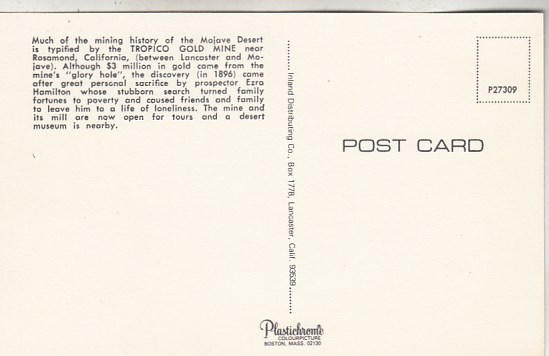 Much of the mining history of the Mojave Desert
is typified by the TROPICO GOLD MINE near
Rosamond, California, (between Lancaster and Mo-
jave). Although $3 million in gold came from the
mine's "glory hole", the discovery (in 1896) came
after great personal sacrifice by prospector Ezra
Hamilton whose stubborn search turned family
fortunes to poverty and caused friends and family
to leave him to a life of loneliness. The mine and
its mill are now open for tours and a desert
museum is nearby.
Inland Distributing Co., Box 1778, Lancaster, Calif. 93539
P27309
POST CARD
Plastichrome
COLOURPICTURE
BOSTON, MASS. 02130